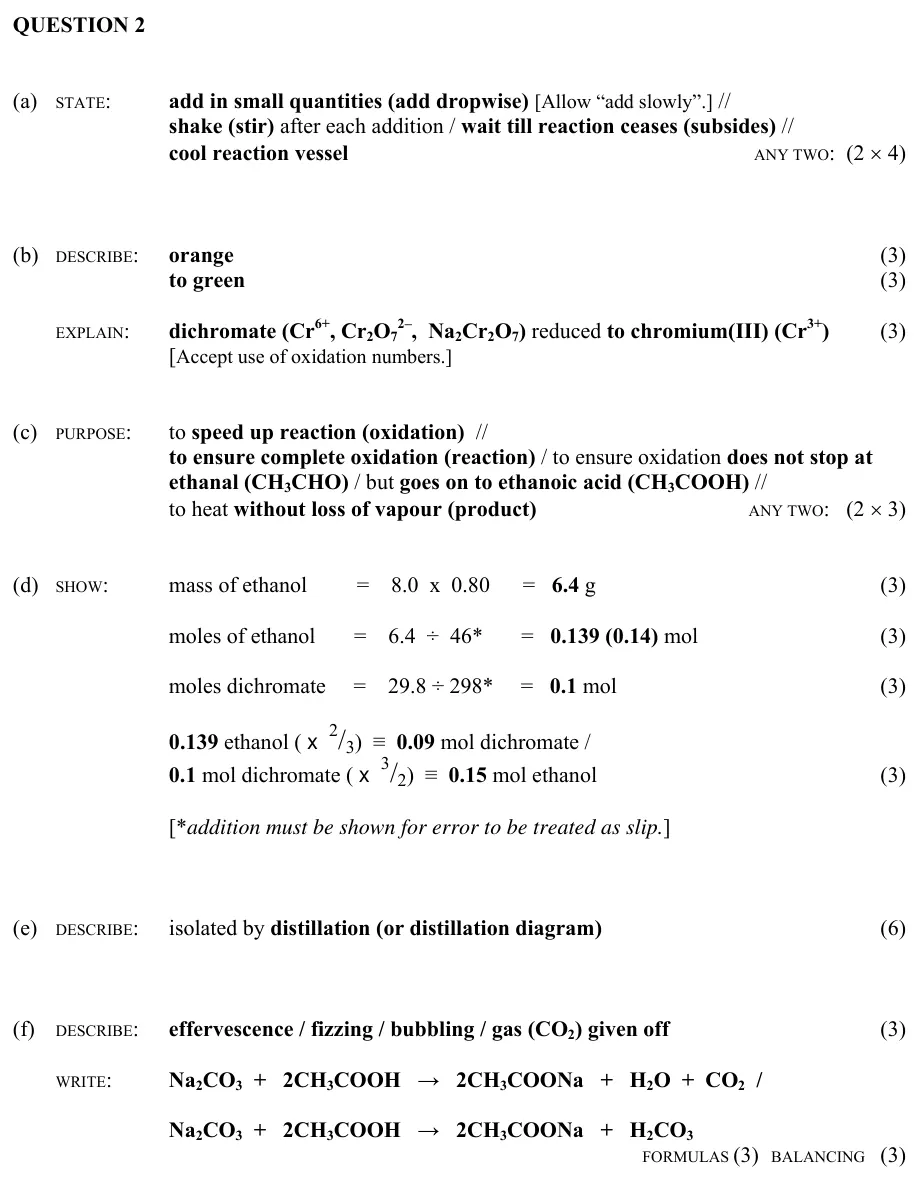 QUESTION 2
(a) STATE: add in small quantities (add dropwise) [Allow “add slowly”.] //
shake (stir) after each addition / wait till reaction ceases (subsides) //
cool reaction vessel ANY TWO: (2 × 4)
(b) DESCRIBE: orange (3)
to green (3)
EXPLAIN: dichromate (Cr⁶⁺, Cr₂O₇²⁻, Na₂Cr₂O₇) reduced to chromium(III) (Cr³⁺) (3)
[Accept use of oxidation numbers.]
(c) PURPOSE: to speed up reaction (oxidation) //
to ensure complete oxidation (reaction) / to ensure oxidation does not stop at
ethanal (CH₃CHO) / but goes on to ethanoic acid (CH₃COOH) //
to heat without loss of vapour (product) ANY TWO: (2 × 3)
(d) SHOW: mass of ethanol = 8.0 x 0.80 = 6.4 g (3)
moles of ethanol = 6.4 ÷ 46* = 0.139 (0.14) mol (3)
moles dichromate = 29.8 ÷ 298* = 0.1 mol (3)
0.139 ethanol ( x 2/3) ≡ 0.09 mol dichromate /
0.1 mol dichromate ( x 3/2) ≡ 0.15 mol ethanol (3)
[*addition must be shown for error to be treated as slip.]
(e) DESCRIBE: isolated by distillation (or distillation diagram) (6)
(f) DESCRIBE: effervescence / fizzing / bubbling / gas (CO₂) given off (3)
WRITE: Na₂CO₃ + 2CH₃COOH → 2CH₃COONa + H₂O + CO₂ /
Na₂CO₃ + 2CH₃COOH → 2CH₃COONa + H₂CO₃
FORMULAS (3) BALANCING (3)